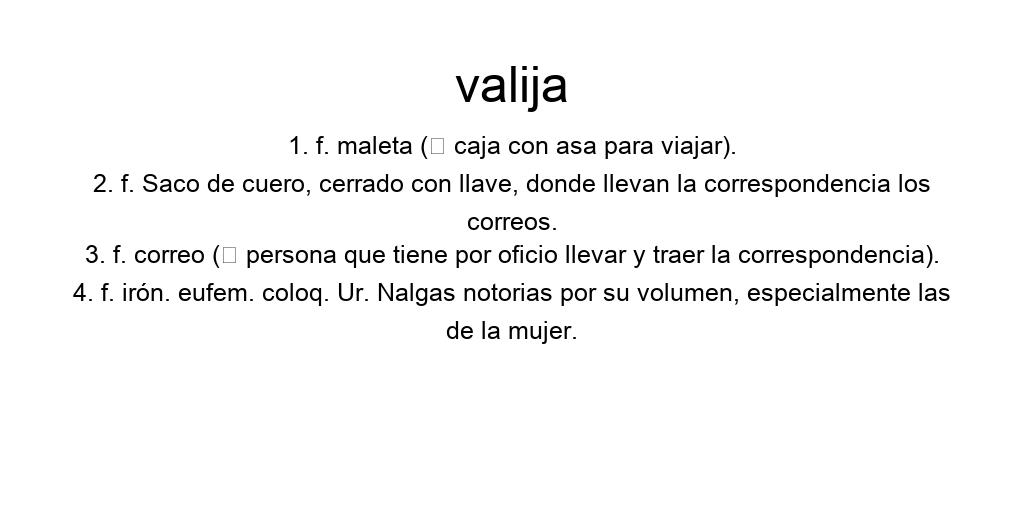 valija
1. f. maleta (▯ caja con asa para viajar).
2. f. Saco de cuero, cerrado con llave, donde llevan la correspondencia los
correos.
3. f. correo (▯ persona que tiene por oficio llevar y traer la correspondencia).
4. f. irón. eufem. coloq. Ur. Nalgas notorias por su volumen, especialmente las
de la mujer.